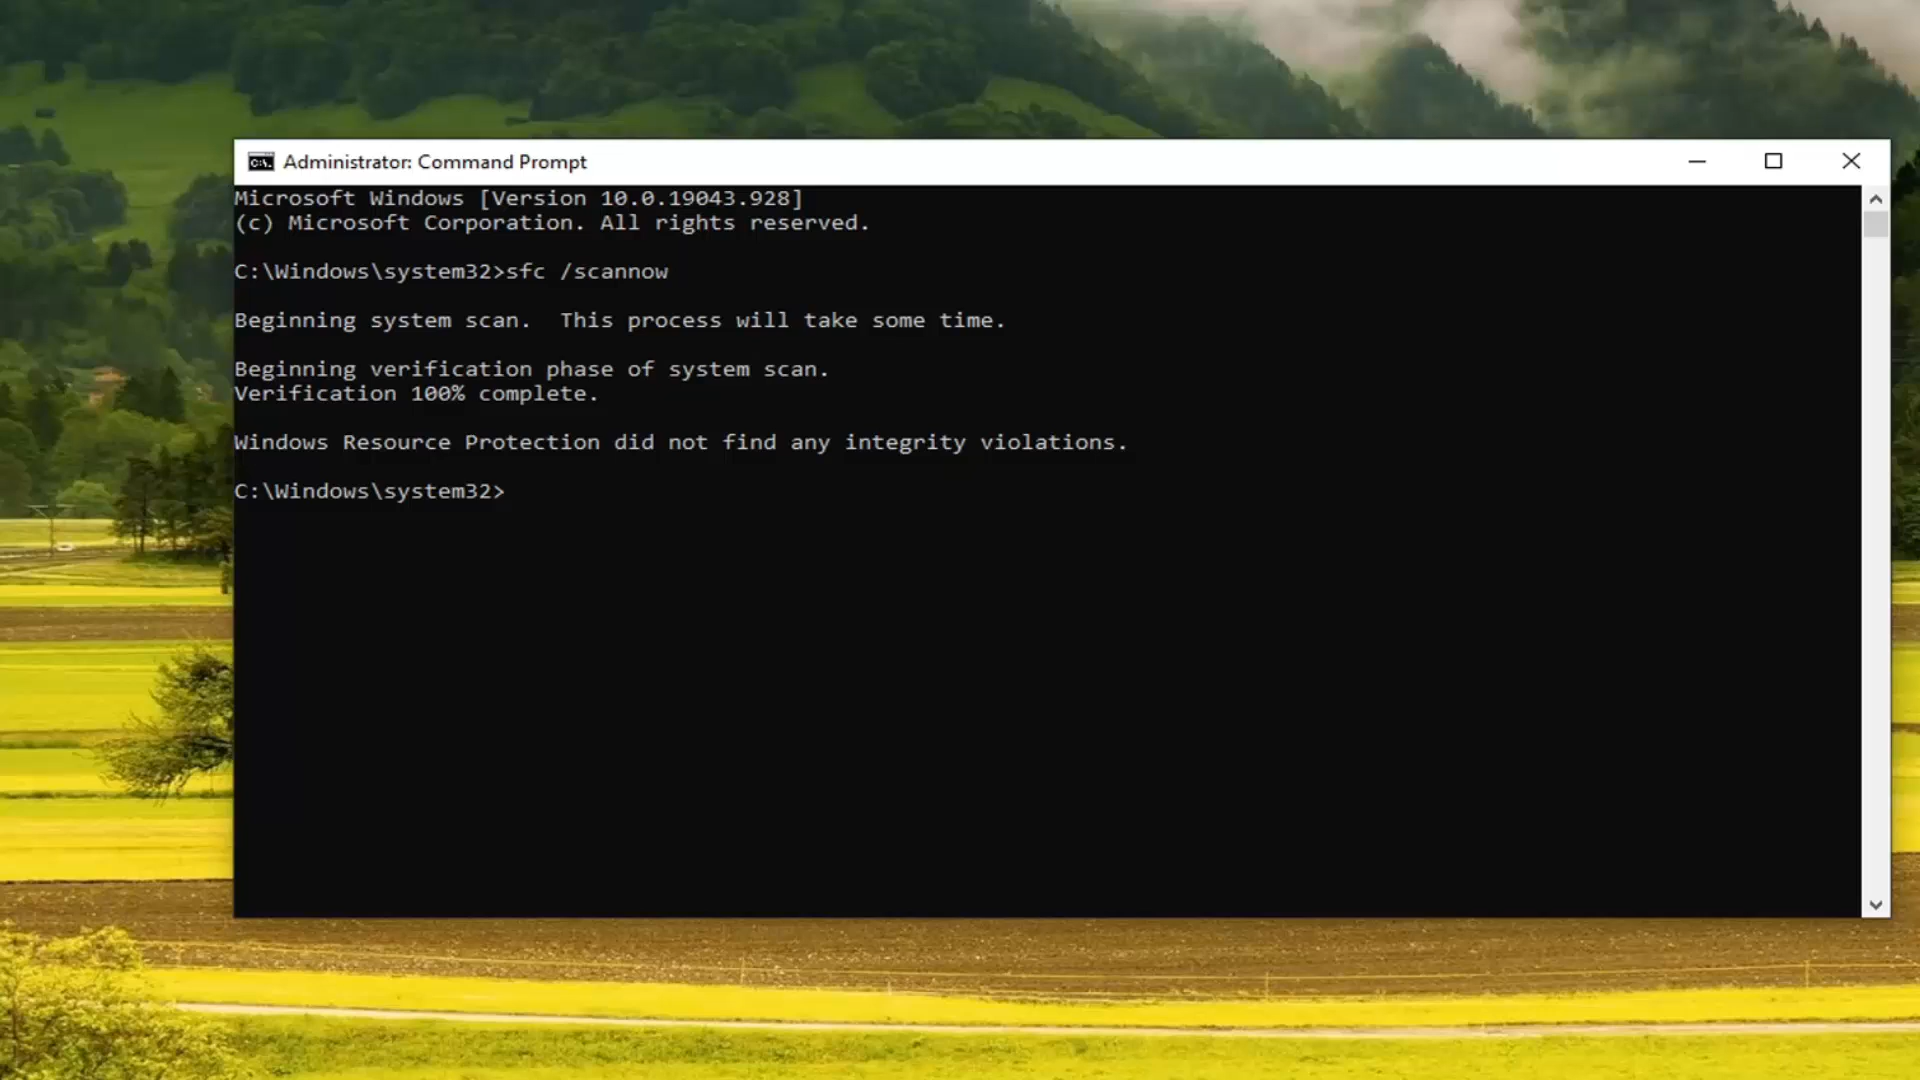 Administrator: Command Prompt
Microsoft Windows [Version 10.0.19043.928]
(c) Microsoft Corporation. All rights reserved.
C:\Windows\system32>sfc /scannow
Beginning system scan.  This process will take some time.
Beginning verification phase of system scan.
Verification 100% complete.
Windows Resource Protection did not find any integrity violations.
C:\Windows\system32>